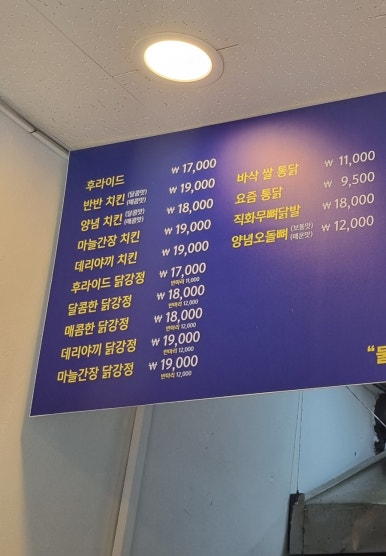 후라이드 ₩ 17,000
반반 치킨 (달콤맛) (매콤맛) ₩ 19,000
양념 치킨 (달콤맛) (매콤맛) ₩ 18,000
마늘간장 치킨 ₩ 19,000
데리야끼 치킨 ₩ 19,000
후라이드 닭강정 ₩ 17,000
반마리 11,000
달콤한 닭강정 ₩ 18,000
반마리 12,000
매콤한 닭강정 ₩ 18,000
반마리 12,000
데리야끼 닭강정 ₩ 19,000
반마리 12,000
마늘간장 닭강정 ₩ 19,000
반마리 12,000
바삭 쌀 통닭 ₩ 11,000
요즘 통닭 ₩ 9,500
직화무뼈닭발 ₩ 18,000
양념오돌뼈 (보통맛) (매운맛) ₩ 12,000